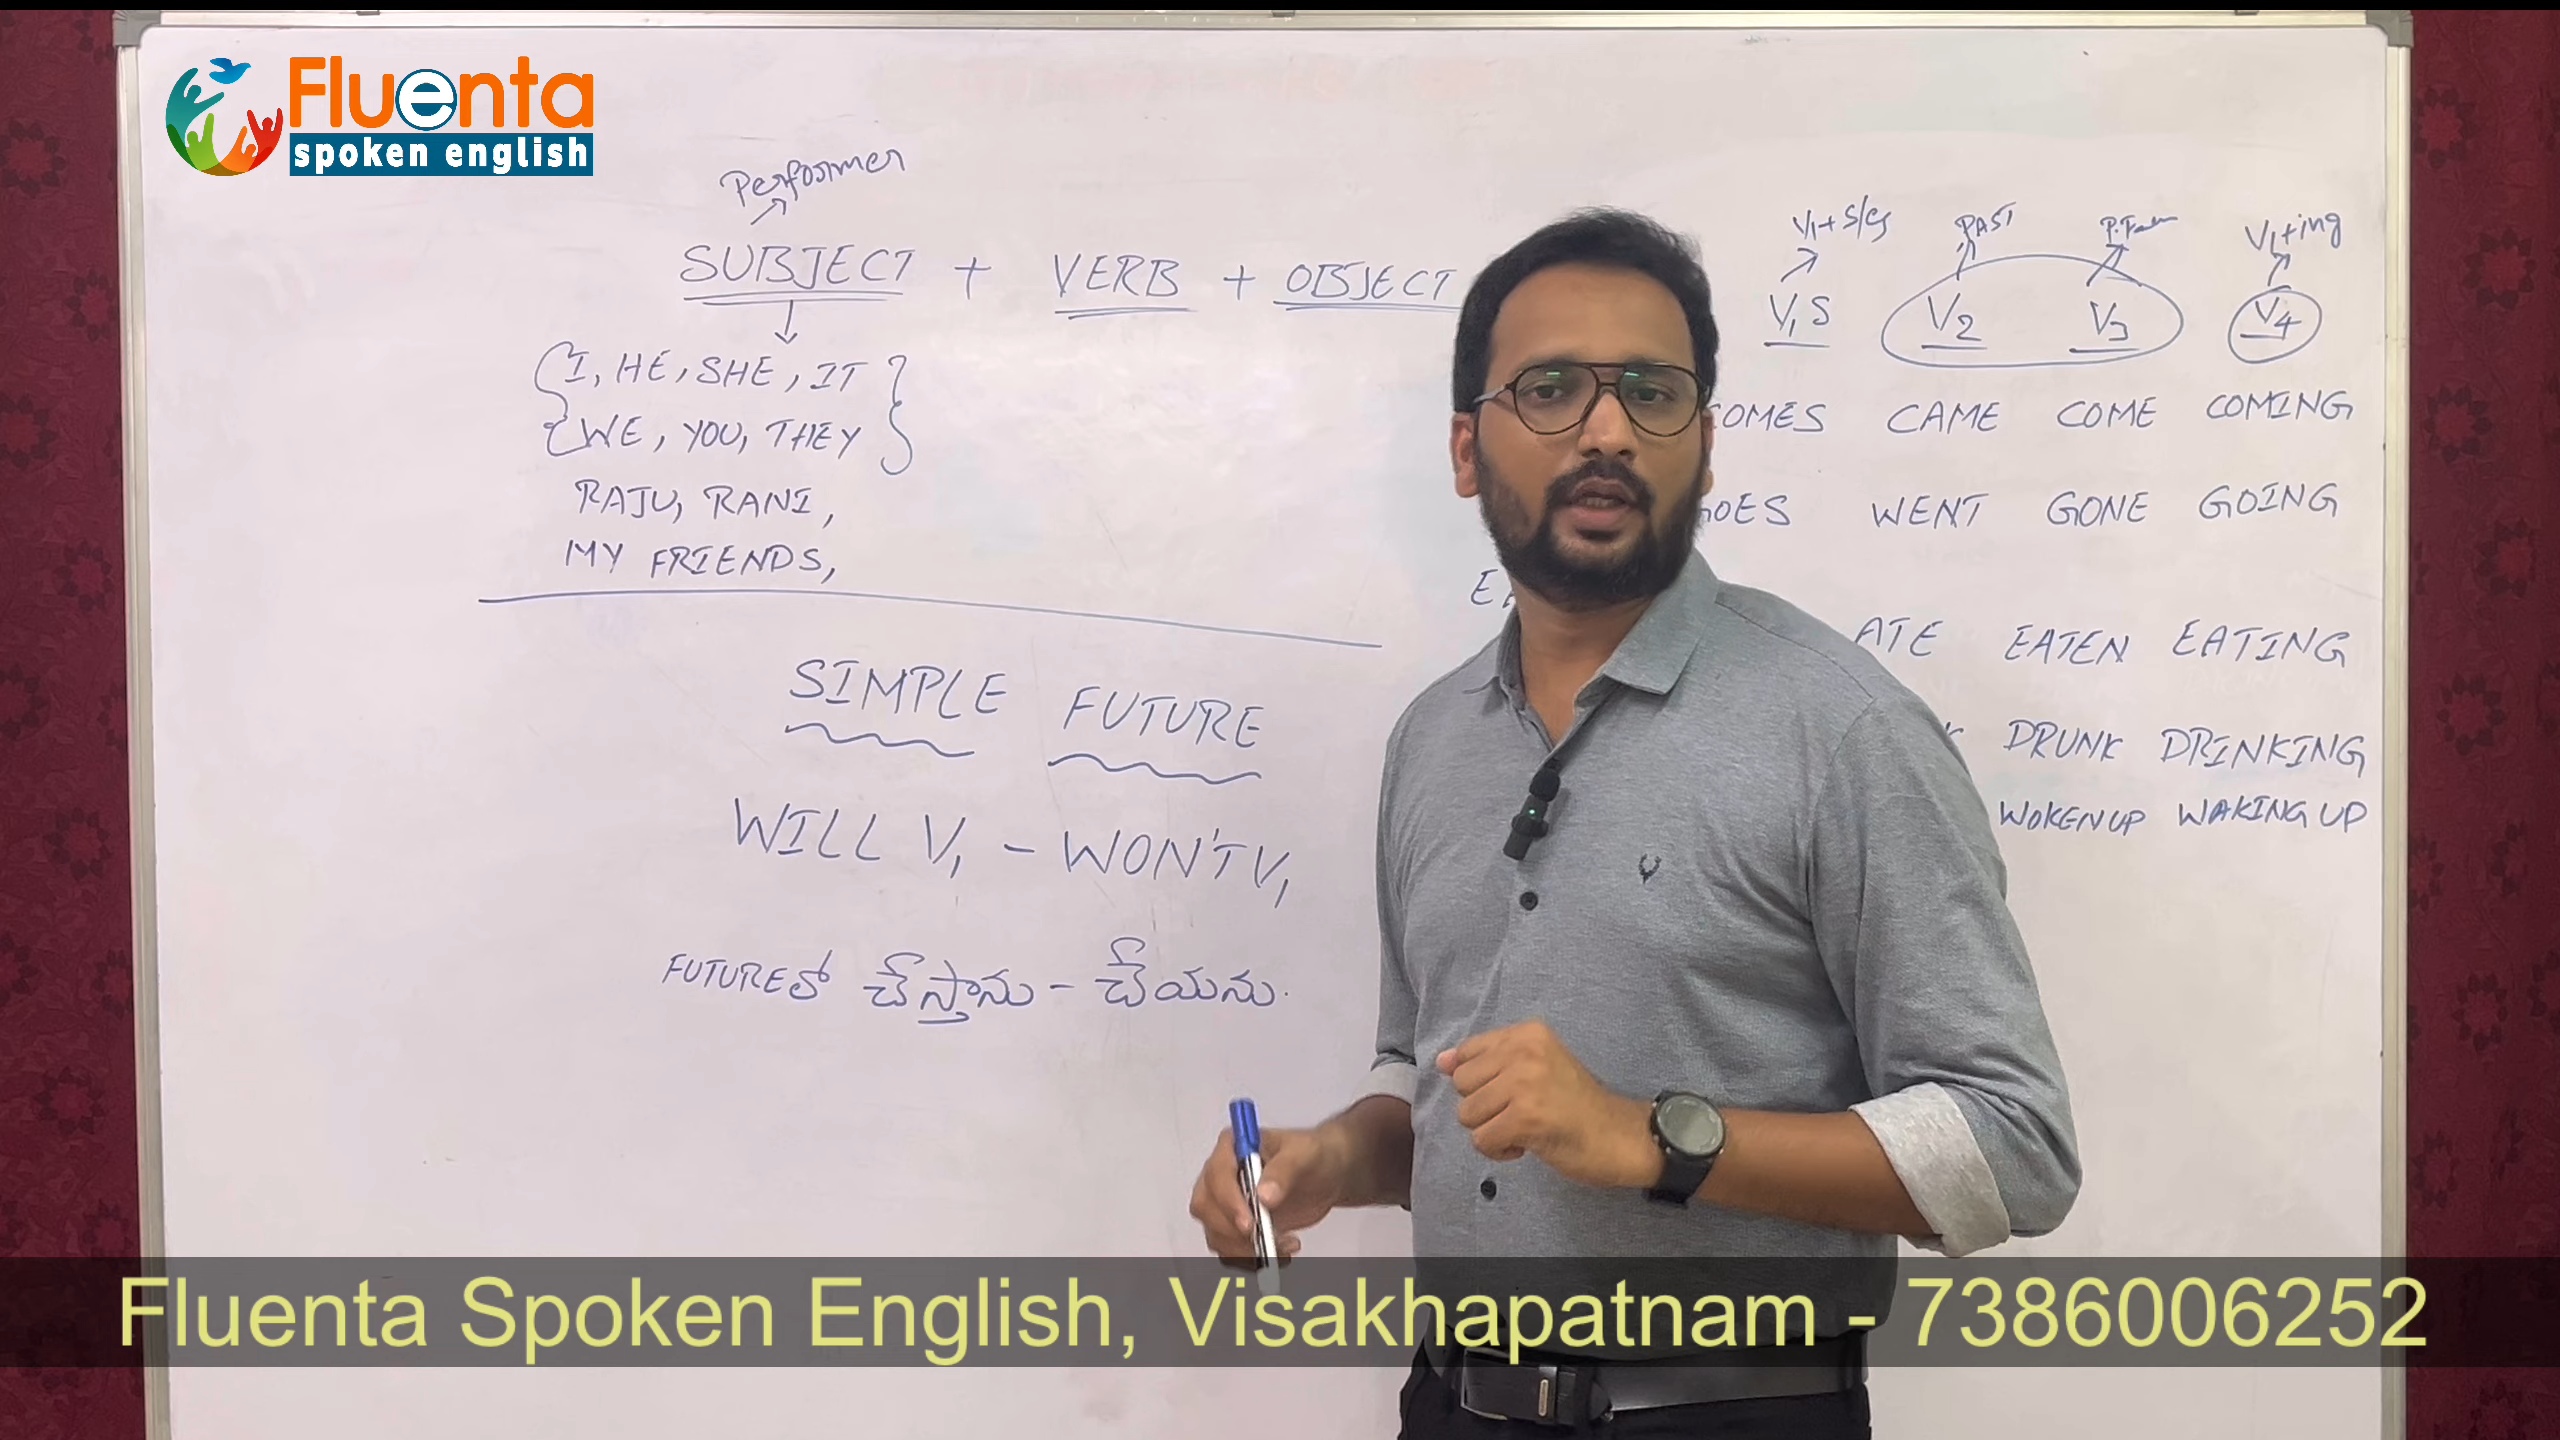 Fluenta
spoken english
Performer
SUBJECT + VERB + OBJECT
{I, HE, SHE, IT}
{WE, YOU, THEY}
RAJU, RANI,
MY FRIENDS,
SIMPLE FUTURE
WILL V1 - WON'T V1
FUTUREలో చేస్తాను - చేయను.
V1+S/es PAST V1+ing
V1S V2 V3 V4
COMES CAME COME COMING
GOES WENT GONE GOING
ATE EATEN EATING
DRUNK DRINKING
WOKEN UP WAKING UP
Fluenta Spoken English, Visakhapatnam - 7386006252